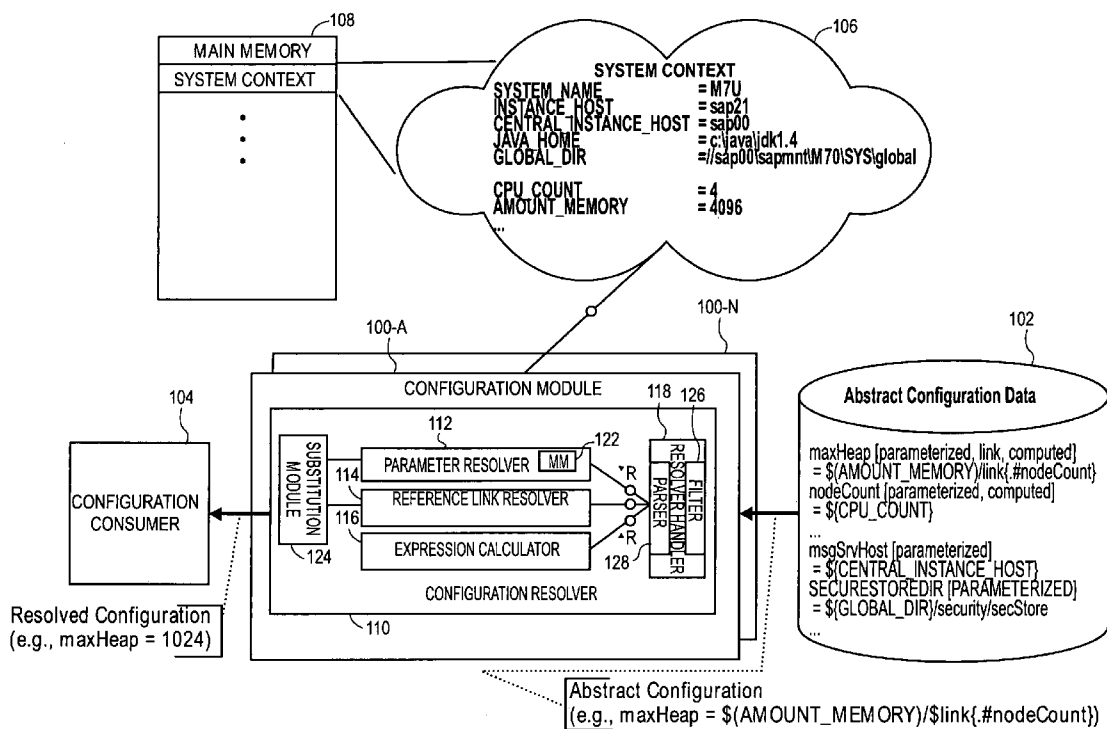 108
MAIN MEMORY
SYSTEM CONTEXT
106
SYSTEM CONTEXT
SYSTEM_NAME = M7U
INSTANCE_HOST = sap21
CENTRAL_INSTANCE_HOST = sap00
JAVA_HOME = c:\java\jdk1.4
GLOBAL_DIR =//sap00\sapmnt\M70\SYS\global
CPU_COUNT = 4
AMOUNT_MEMORY = 4096
...
100-N
100-A
102
104
CONFIGURATION MODULE
118
126
112
122
114
116
124
128
110
CONFIGURATION CONSUMER
SUBSTITUTION MODULE
PARAMETER RESOLVER
MM
REFERENCE LINK RESOLVER
EXPRESSION CALCULATOR
R
R
RESOLVER HANDLER
PARSER
FILTER
CONFIGURATION RESOLVER
Abstract Configuration Data
maxHeap [parameterized, link, computed]
= $(AMOUNT_MEMORY)/link{.#nodeCount}
nodeCount [parameterized, computed]
= ${CPU_COUNT}
...
msgSrvHost [parameterized]
= ${CENTRAL_INSTANCE_HOST}
SECURESTOREDIR [PARAMETERIZED]
= ${GLOBAL_DIR}/security/secStore
...
Resolved Configuration
(e.g., maxHeap = 1024)
Abstract Configuration
(e.g., maxHeap = $(AMOUNT_MEMORY)/$link{.#nodeCount})